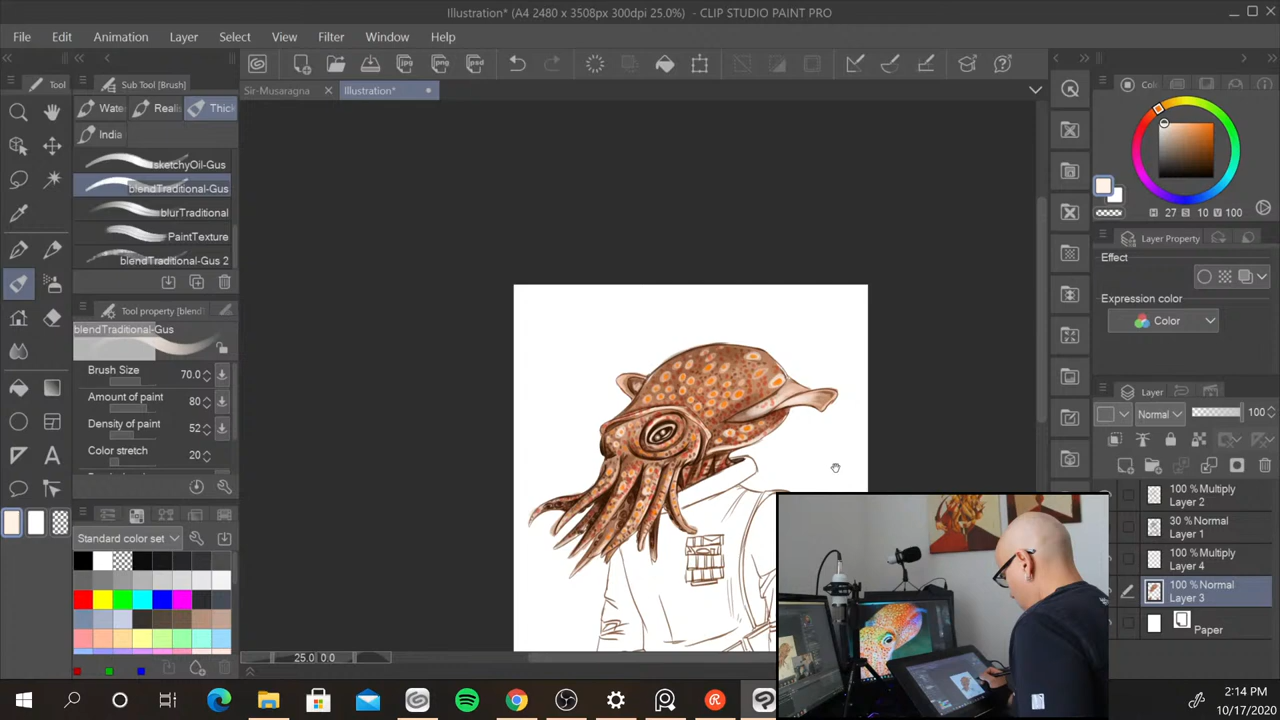 Illustration* (A4 2480 x 3508px 300dpi 25.0%) - CLIP STUDIO PAINT PRO
File Edit Animation Layer Select View Filter Window Help
Tool
Sub Tool [Brush]
Wate Realis Thick
India
sketchyOil-Gus
blendTraditional-Gus
blurTraditional
PaintTexture
blendTraditional-Gus 2
Tool property [blend
blendTraditional-Gus
Brush Size 70.0
Amount of paint 80
Density of paint 52
Color stretch 20
Standard color set
Sir-Musaragna
Illustration*
25.0 0.0
Col
H 27 S 10 V 100
Layer Property
Effect
Expression color
Color
Layer
Normal 100
100 % Multiply
Layer 2
30 % Normal
Layer 1
100 % Multiply
Layer 4
100 % Normal
Layer 3
Paper
2:14 PM
10/17/2020